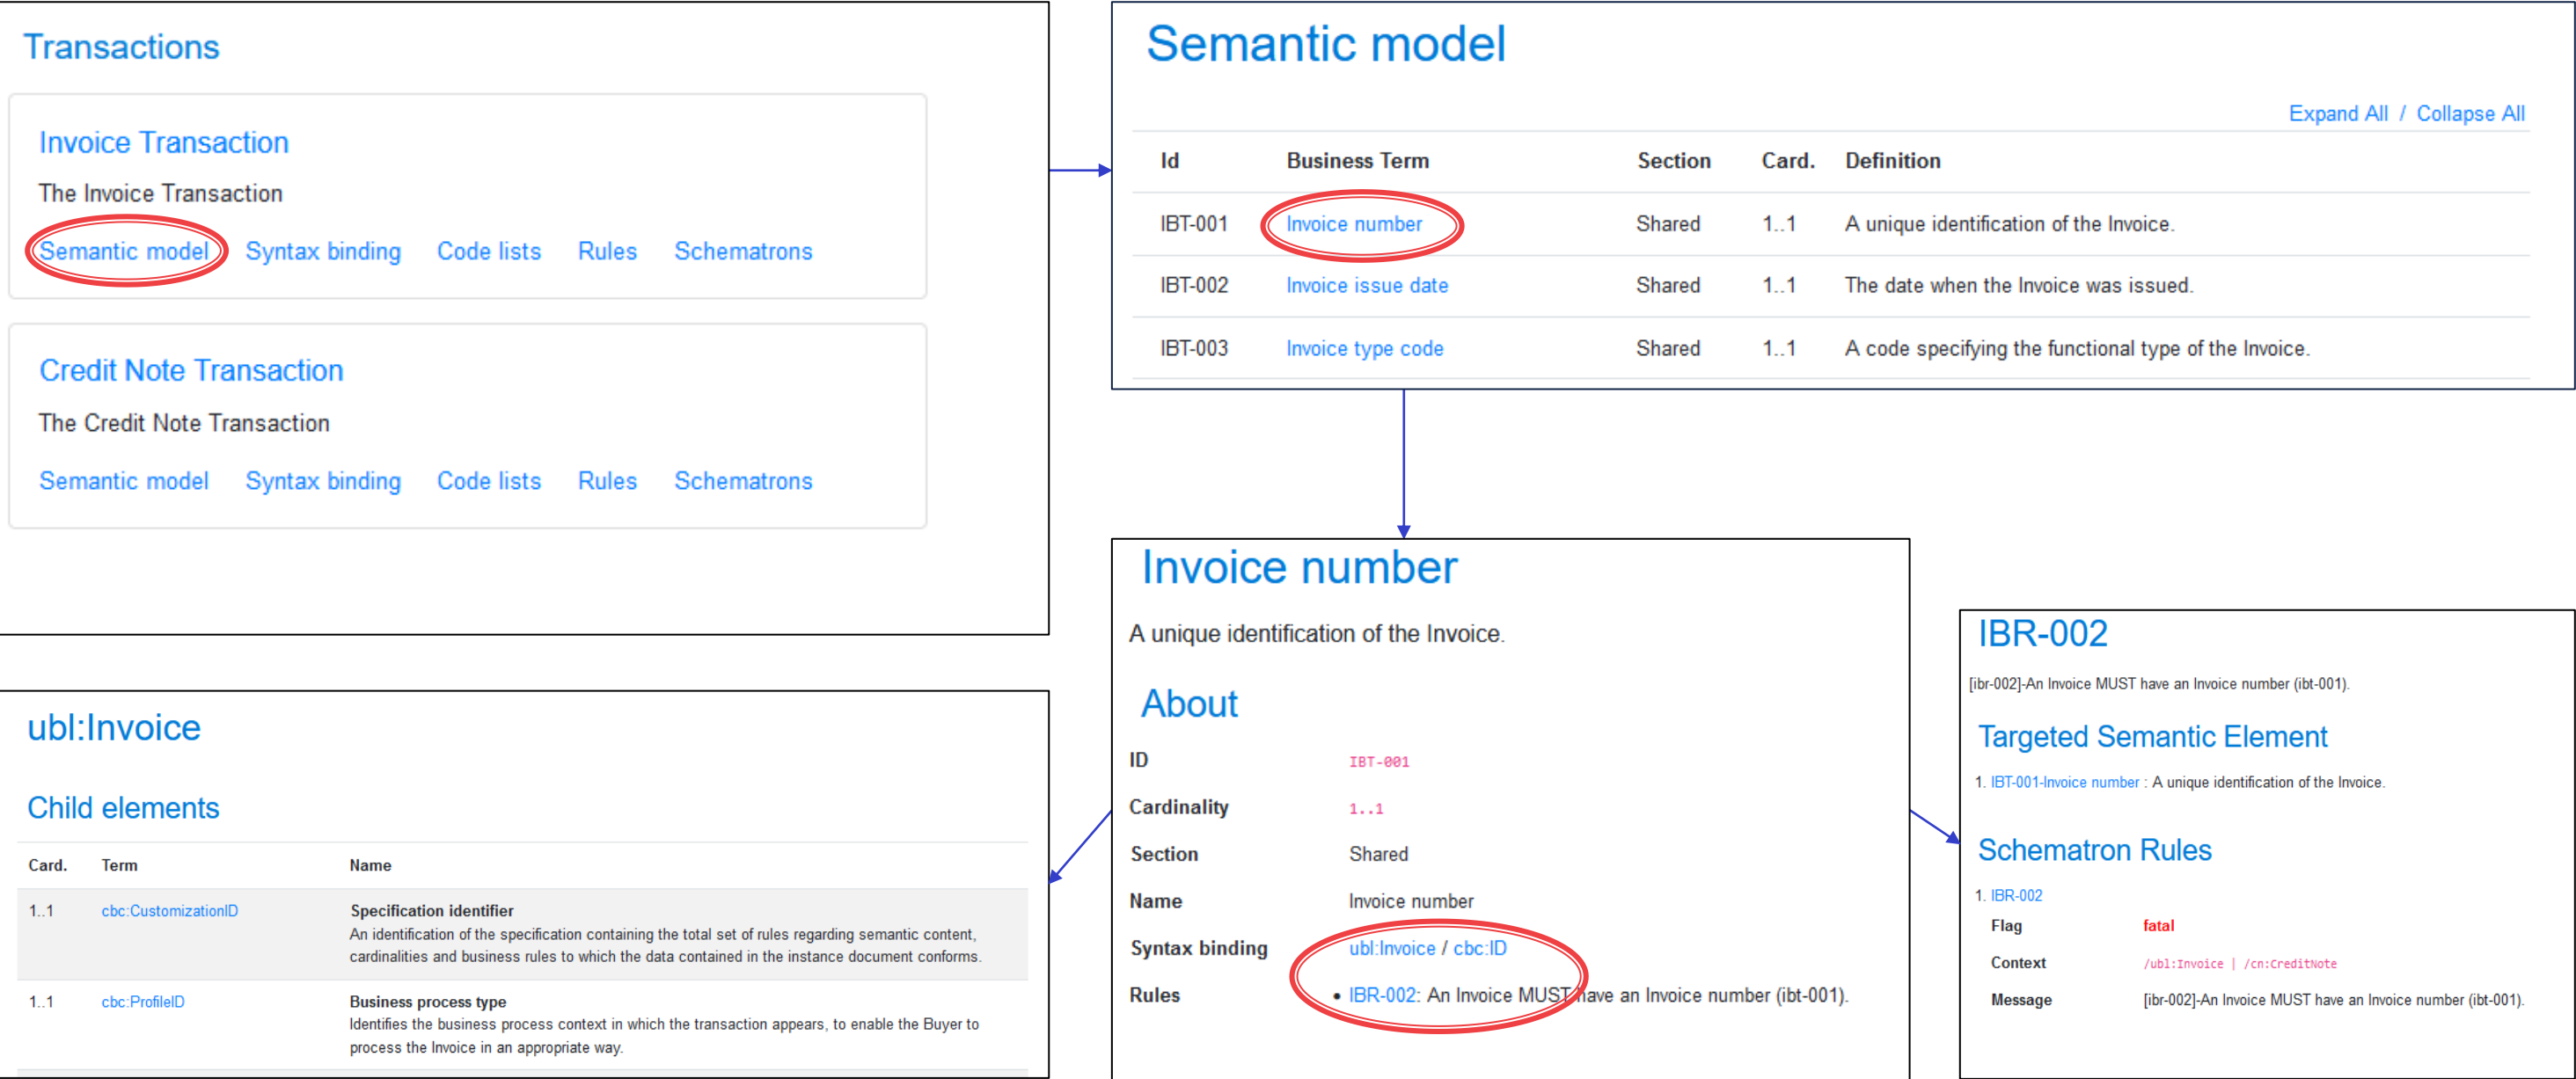 Transactions
Invoice Transaction
The Invoice Transaction
Semantic model Syntax binding Code lists Rules Schematrons
Credit Note Transaction
The Credit Note Transaction
Semantic model Syntax binding Code lists Rules Schematrons
Semantic model
Expand All / Collapse All
Id Business Term Section Card. Definition
IBT-001 Invoice number Shared 1..1 A unique identification of the Invoice.
IBT-002 Invoice issue date Shared 1..1 The date when the Invoice was issued.
IBT-003 Invoice type code Shared 1..1 A code specifying the functional type of the Invoice.
ubl:Invoice
Child elements
Card. Term Name
1..1 cbc:CustomizationID Specification identifier
An identification of the specification containing the total set of rules regarding semantic content,
cardinalities and business rules to which the data contained in the instance document conforms.
1..1 cbc:ProfileID Business process type
Identifies the business process context in which the transaction appears, to enable the Buyer to
process the Invoice in an appropriate way.
Invoice number
A unique identification of the Invoice.
About
ID IBT-001
Cardinality 1..1
Section Shared
Name Invoice number
Syntax binding ubl:Invoice / cbc:ID
Rules • IBR-002: An Invoice MUST have an Invoice number (ibt-001).
IBR-002
[ibr-002]-An Invoice MUST have an Invoice number (ibt-001).
Targeted Semantic Element
1. IBT-001-Invoice number : A unique identification of the Invoice.
Schematron Rules
1. IBR-002
Flag fatal
Context /ubl:Invoice | /cn:CreditNote
Message [ibr-002]-An Invoice MUST have an Invoice number (ibt-001).